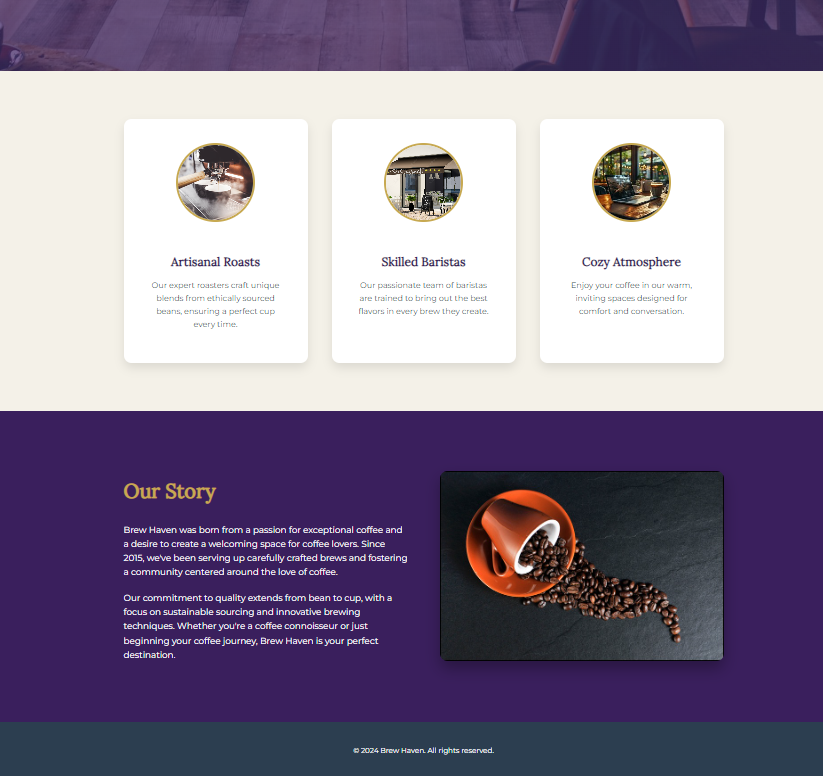 Artisanal Roasts
Our expert roasters craft unique
blends from ethically sourced
beans, ensuring a perfect cup
every time.
Skilled Baristas
Our passionate team of baristas
are trained to bring out the best
flavors in every brew they create.
Cozy Atmosphere
Enjoy your coffee in our warm,
inviting spaces designed for
comfort and conversation.
Our Story
Brew Haven was born from a passion for exceptional coffee and
a desire to create a welcoming space for coffee lovers. Since
2015, we've been serving up carefully crafted brews and fostering
a community centered around the love of coffee.
Our commitment to quality extends from bean to cup, with a
focus on sustainable sourcing and innovative brewing
techniques. Whether you're a coffee connoisseur or just
beginning your coffee journey, Brew Haven is your perfect
destination.
© 2024 Brew Haven. All rights reserved.